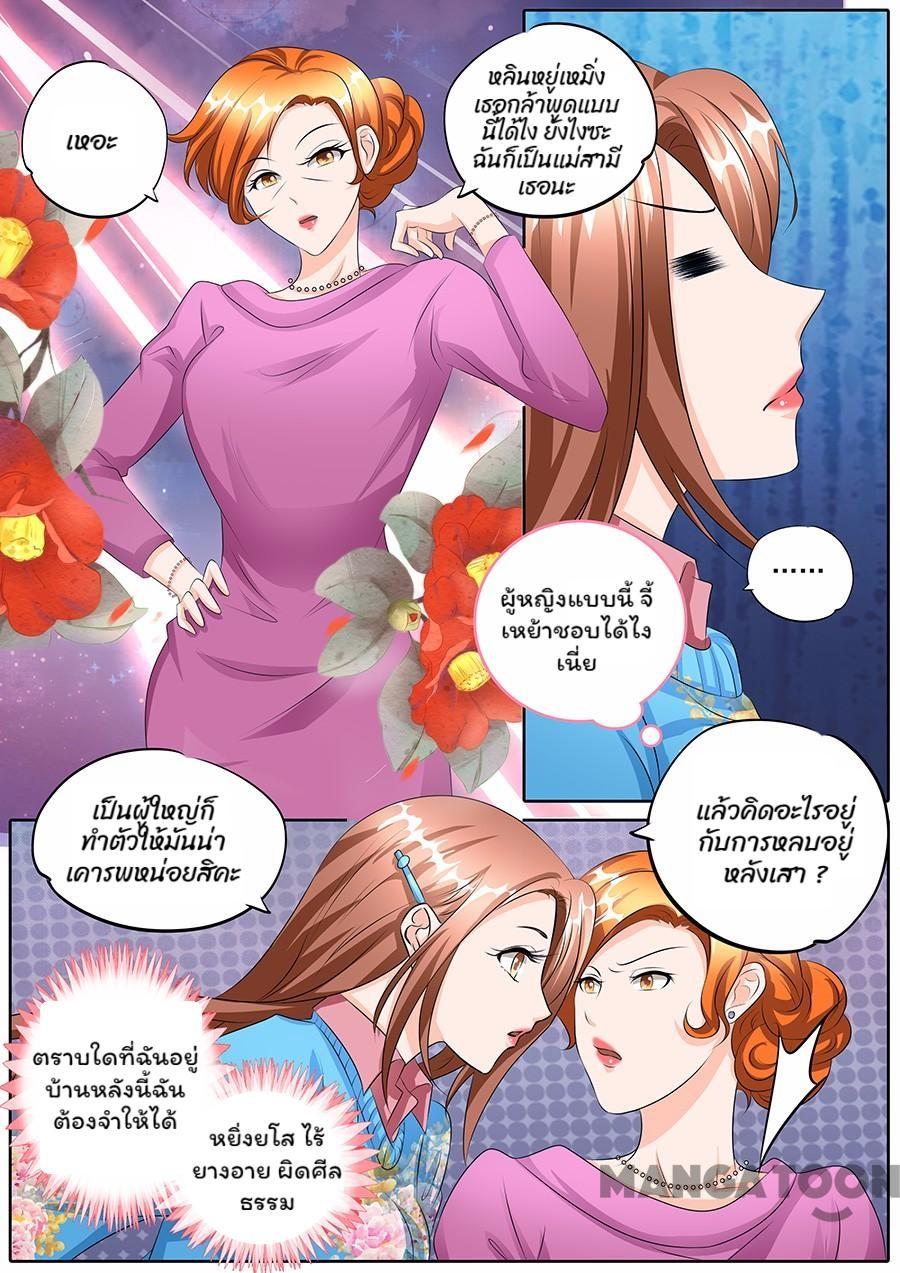 เหอะ
หลินหยู่เหมิ่ง
เธอกล้าพูดแบบ
นี้ได้ไง ยังไงซะ
ฉันก็เป็นแม่สามี
เธอนะ
......
ผู้หญิงแบบนี้ จี้
เหย้าชอบได้ไง
เนี่ย
เป็นผู้ใหญ่ก็
ทำตัวให้มันน่า
เคารพหน่อยสิคะ
แล้วคิดอะไรอยู่
กับการหลบอยู่
หลังเสา ?
ตราบใดที่ฉันอยู่
บ้านหลังนี้ฉัน
ต้องจำให้ได้
หยิ่งยโส ไร้
ยางอาย ผิดศีล
ธรรม
MANGATOON